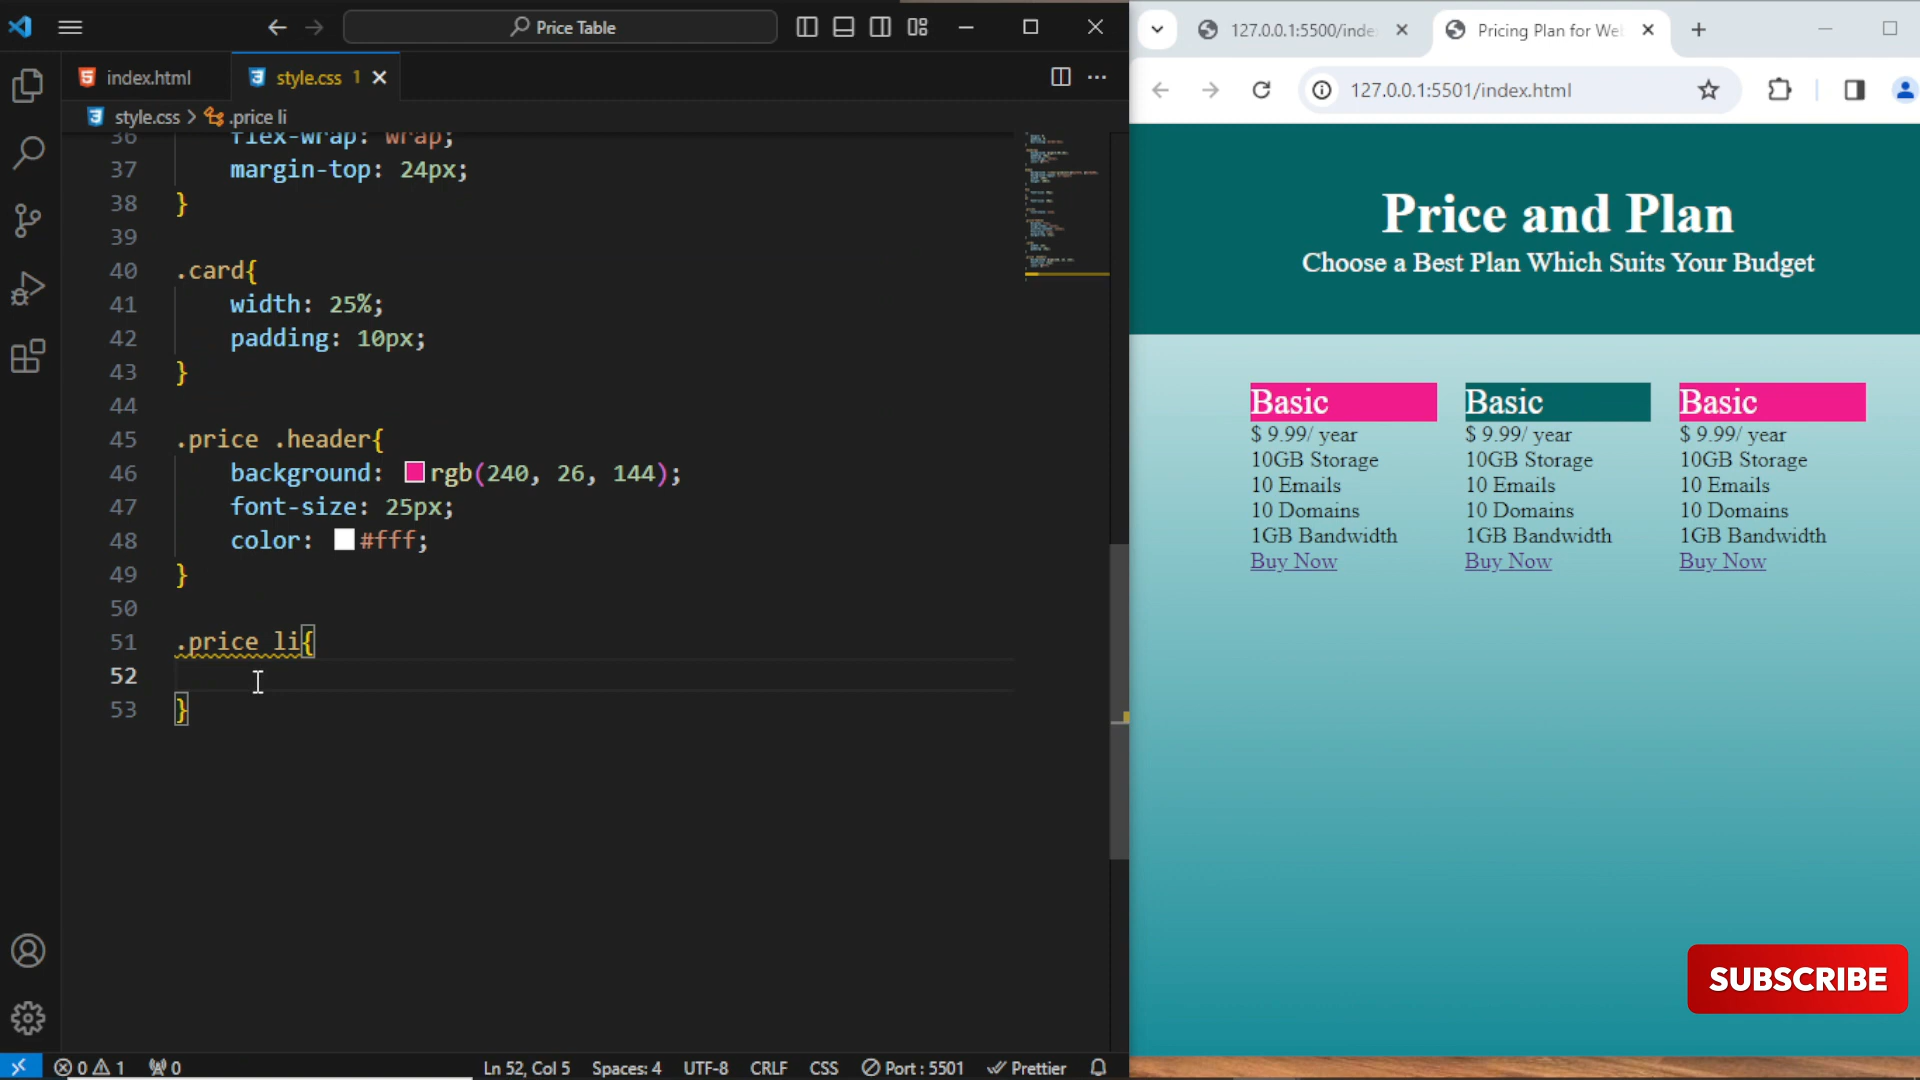 Price Table
index.html
style.css 1
style.css > .price li
36 flex-wrap: wrap;
37 margin-top: 24px;
38 }
39
40 .card{
41 width: 25%;
42 padding: 10px;
43 }
44
45 .price .header{
46 background: rgb(240, 26, 144);
47 font-size: 25px;
48 color: #fff;
49 }
50
51 .price li{
52
53 }
0 1 0
Ln 52, Col 5 Spaces: 4 UTF-8 CRLF CSS Port : 5501 Prettier
127.0.0.1:5500/inde
Pricing Plan for We
127.0.0.1:5501/index.html
Price and Plan
Choose a Best Plan Which Suits Your Budget
Basic
$ 9.99/ year
10GB Storage
10 Emails
10 Domains
1GB Bandwidth
Buy Now
Basic
$ 9.99/ year
10GB Storage
10 Emails
10 Domains
1GB Bandwidth
Buy Now
Basic
$ 9.99/ year
10GB Storage
10 Emails
10 Domains
1GB Bandwidth
Buy Now
SUBSCRIBE